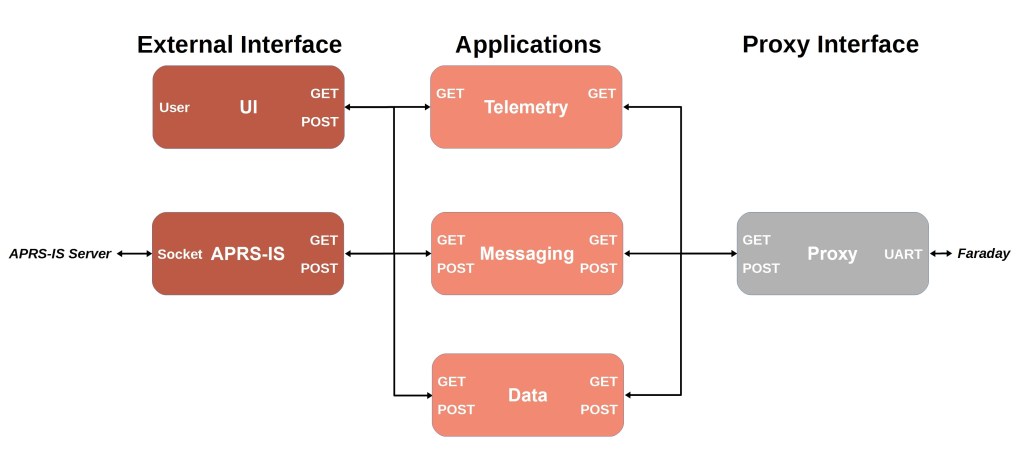 External Interface
Applications
Proxy Interface
User
UI
GET
POST
GET
Telemetry
GET
APRS-IS Server
Socket
APRS-IS
GET
POST
GET
POST
Messaging
GET
POST
GET
POST
Proxy
UART
Faraday
GET
POST
Data
GET
POST